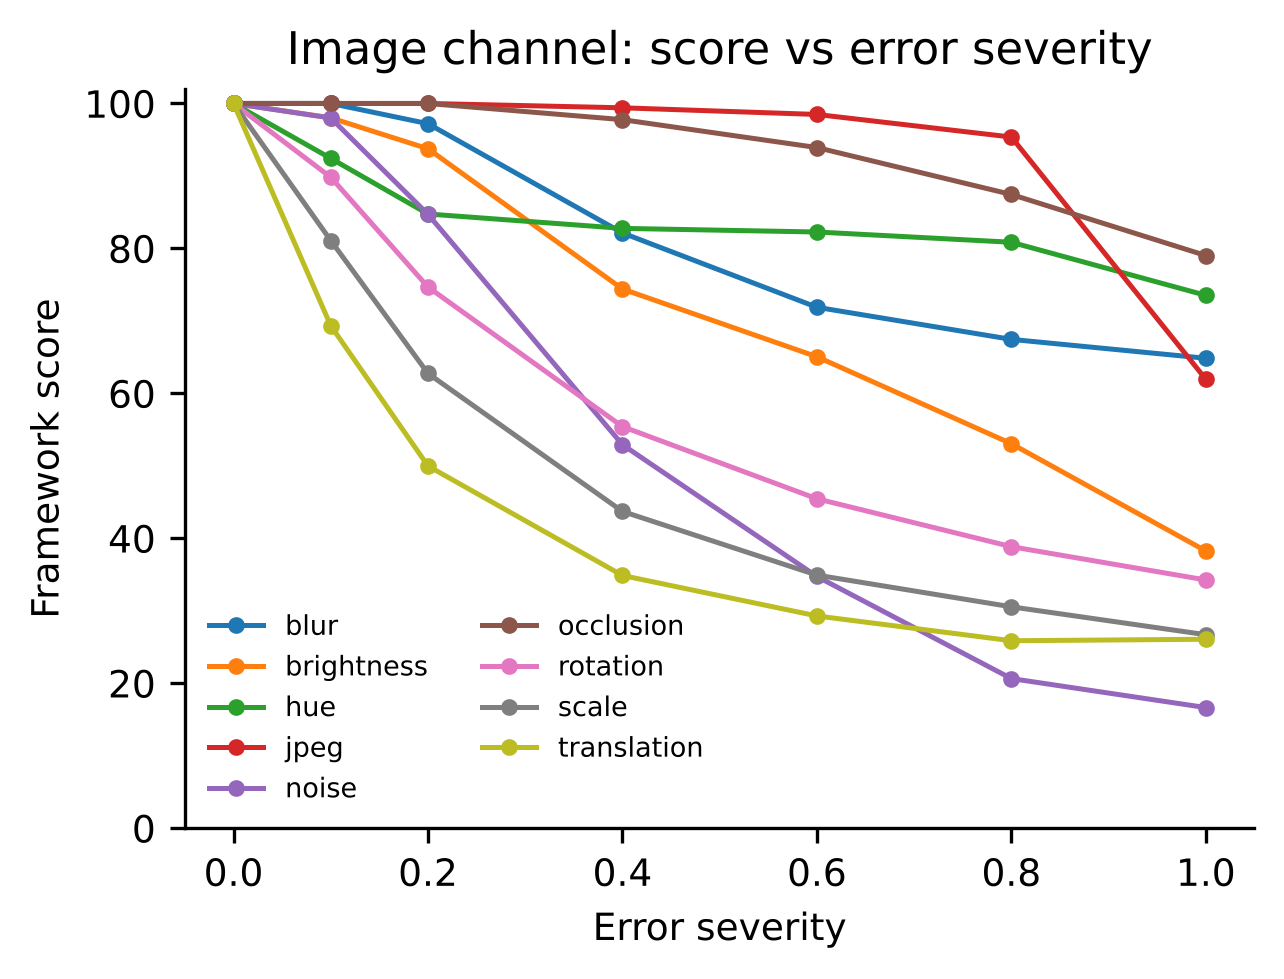 Image channel: score vs error severity
100
80
60
40
20
0
Framework score
blur
brightness
hue
jpeg
noise
occlusion
rotation
scale
translation
0.0 0.2 0.4 0.6 0.8 1.0
Error severity